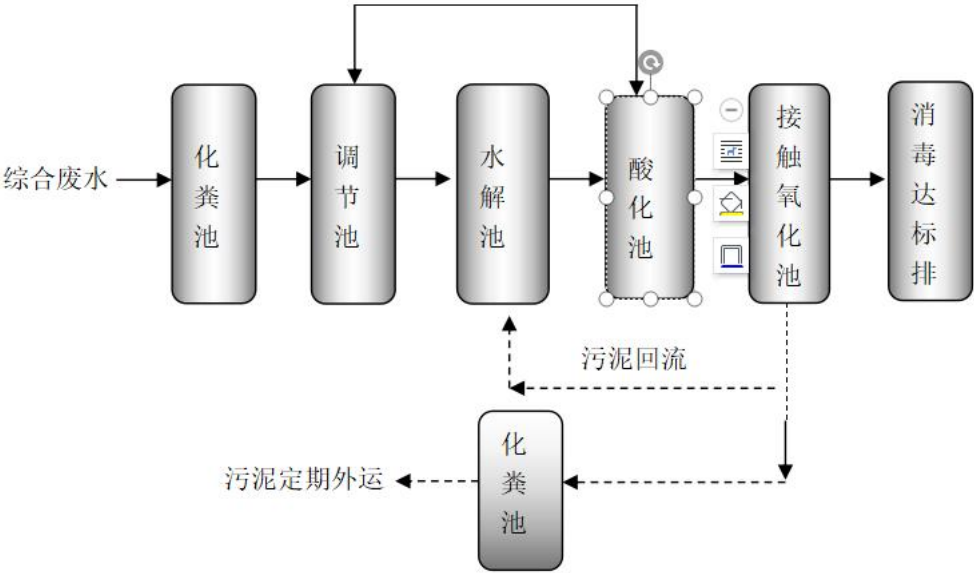 综合废水
化粪池
调节池
水解池
酸化池
接触氧化池
消毒达标排
污泥回流
化粪池
污泥定期外运